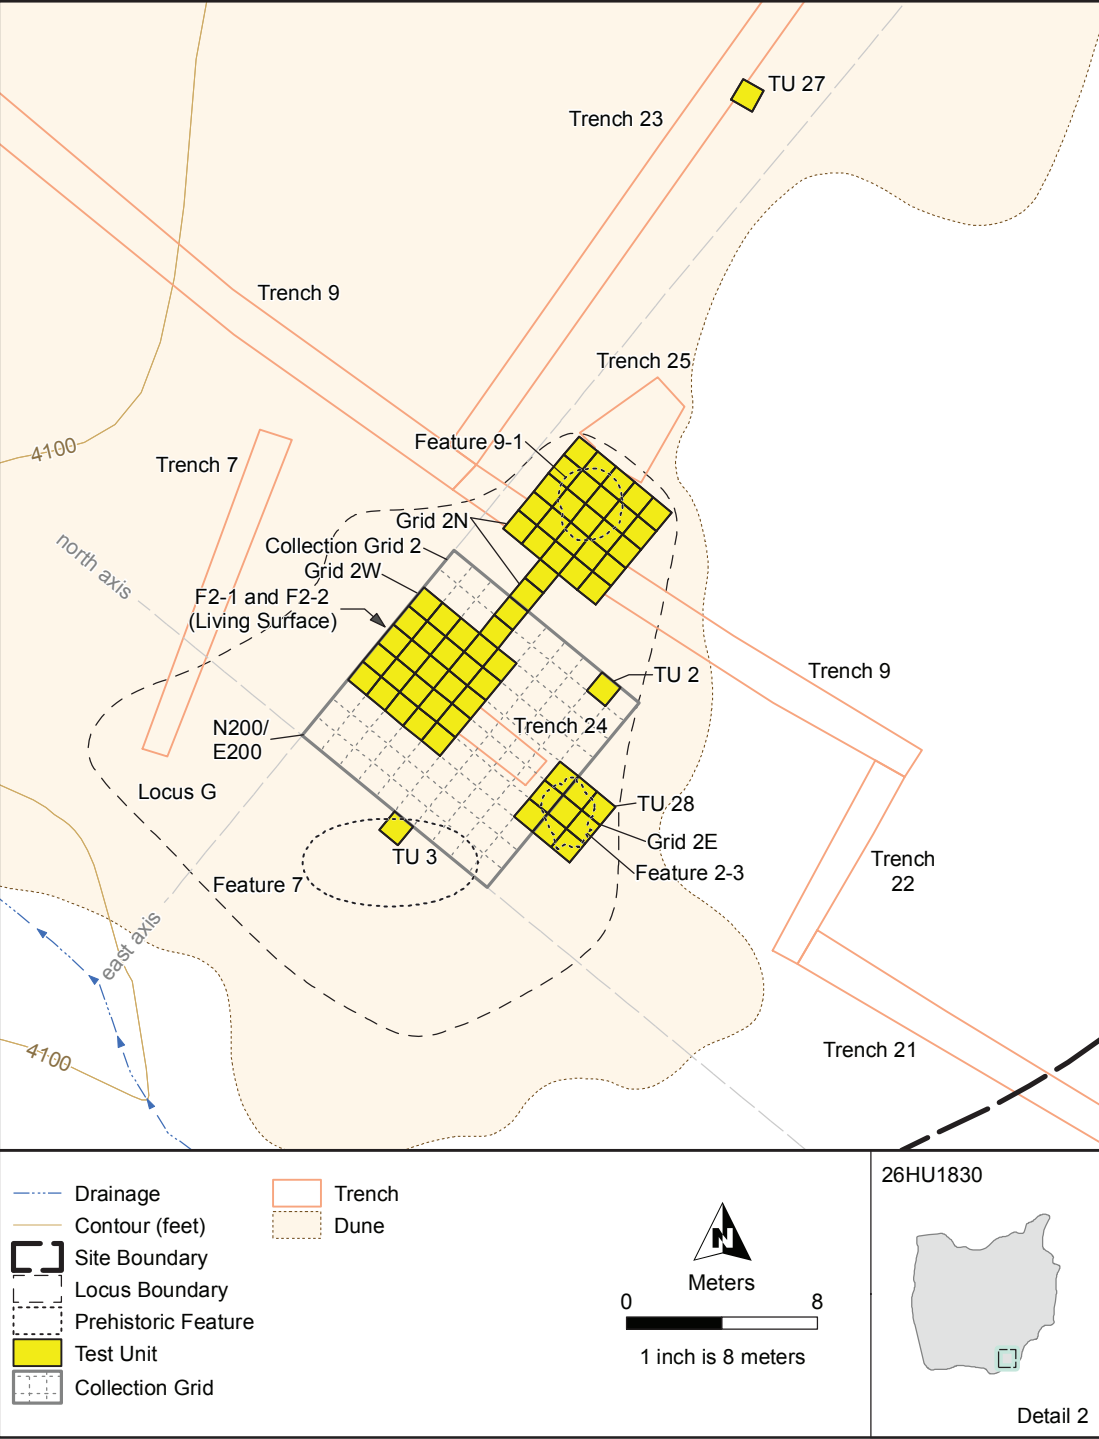 TU 27
Trench 23
Trench 9
Trench 25
Feature 9-1
4100
Trench 7
Grid 2N
Collection Grid 2
north axis
Grid 2W
F2-1 and F2-2
(Living Surface)
TU 2
Trench 9
N200/
E200
Trench 24
Locus G
TU 28
Grid 2E
TU 3
Feature 2-3
Trench
22
Feature 7
east axis
4100
Trench 21
Drainage
Contour (feet)
Site Boundary
Locus Boundary
Prehistoric Feature
Test Unit
Collection Grid
Trench
Dune
N
Meters
0 8
1 inch is 8 meters
26HU1830
Detail 2